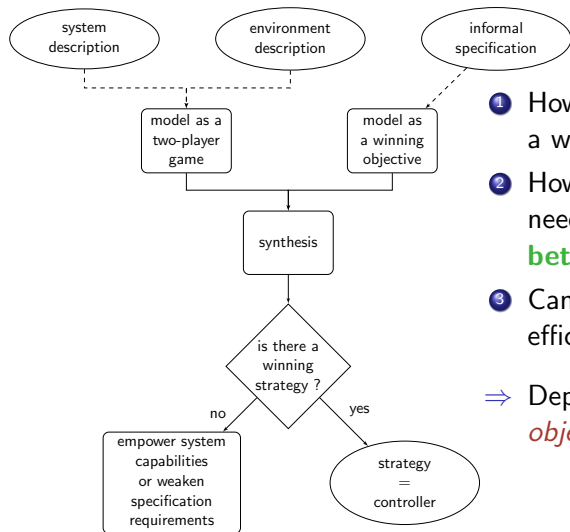 system
description
environment
description
informal
specification
model as a
two-player
game
model as
a winning
objective
synthesis
is there a
winning
strategy ?
no
yes
empower system
capabilities
or weaken
specification
requirements
strategy
=
controller
1 How
a w
2 How
need
bet
3 Can
effic
⇒ Dep
obje